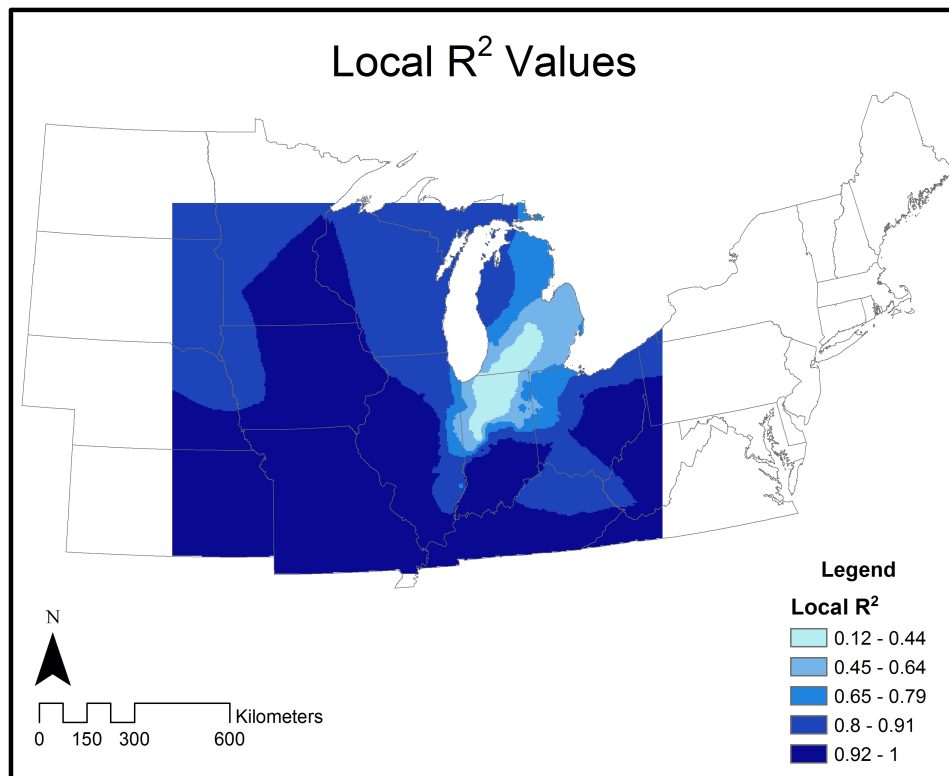 Local R² Values
Legend
Local R²
0.12 - 0.44
0.45 - 0.64
0.65 - 0.79
0.8 - 0.91
0.92 - 1
N
Kilometers
0 150 300 600